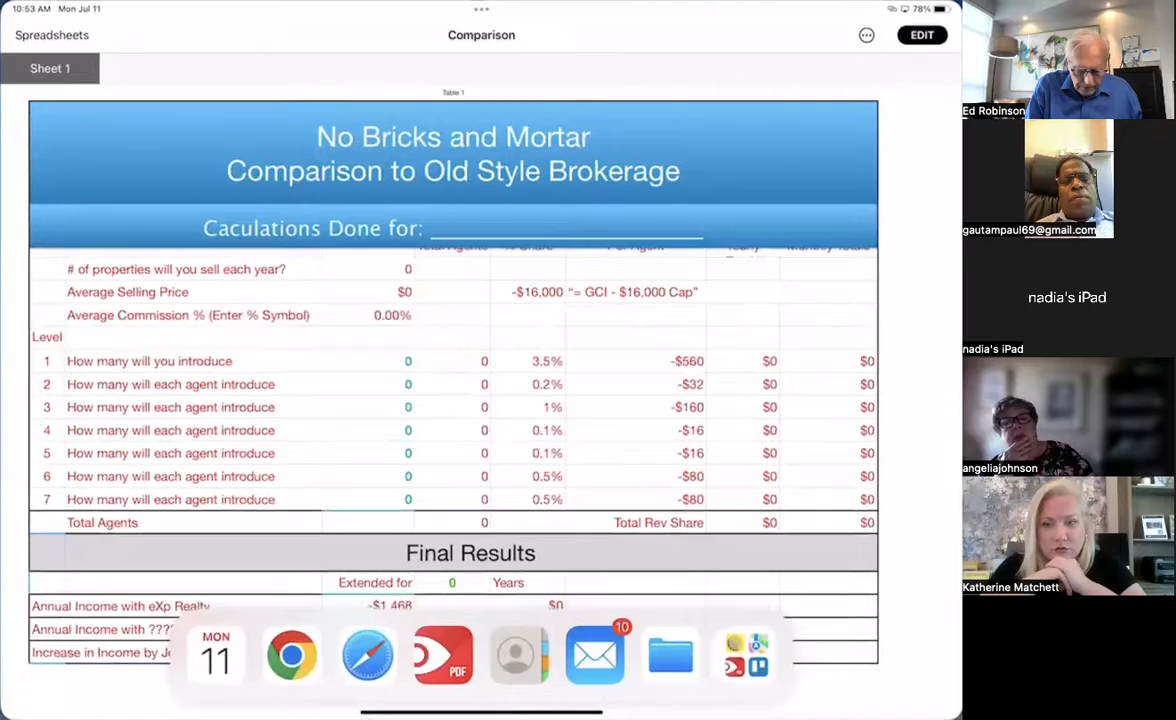 10:53 AM Mon Jul 11
78%
Spreadsheets
Comparison
EDIT
Sheet 1
Table 1
No Bricks and Mortar
Comparison to Old Style Brokerage
Caculations Done for: ____________________
# of properties will you sell each year? 0
Average Selling Price $0 -$16,000 "= GCI - $16,000 Cap"
Average Commission % (Enter % Symbol) 0.00%
Level
1 How many will you introduce 0 0 3.5% -$560 $0 $0
2 How many will each agent introduce 0 0 0.2% -$32 $0 $0
3 How many will each agent introduce 0 0 1% -$160 $0 $0
4 How many will each agent introduce 0 0 0.1% -$16 $0 $0
5 How many will each agent introduce 0 0 0.1% -$16 $0 $0
6 How many will each agent introduce 0 0 0.5% -$80 $0 $0
7 How many will each agent introduce 0 0 0.5% -$80 $0 $0
Total Agents 0 Total Rev Share $0 $0
Final Results
Extended for 0 Years
Annual Income with eXp Realty -$1,468 $0
Annual Income with ????
Increase in Income by
MON
11
PDF
10
Ed Robinson
gautampaul69@gmail.com
nadia's iPad
nadia's iPad
angeliajohnson
Katherine Matchett